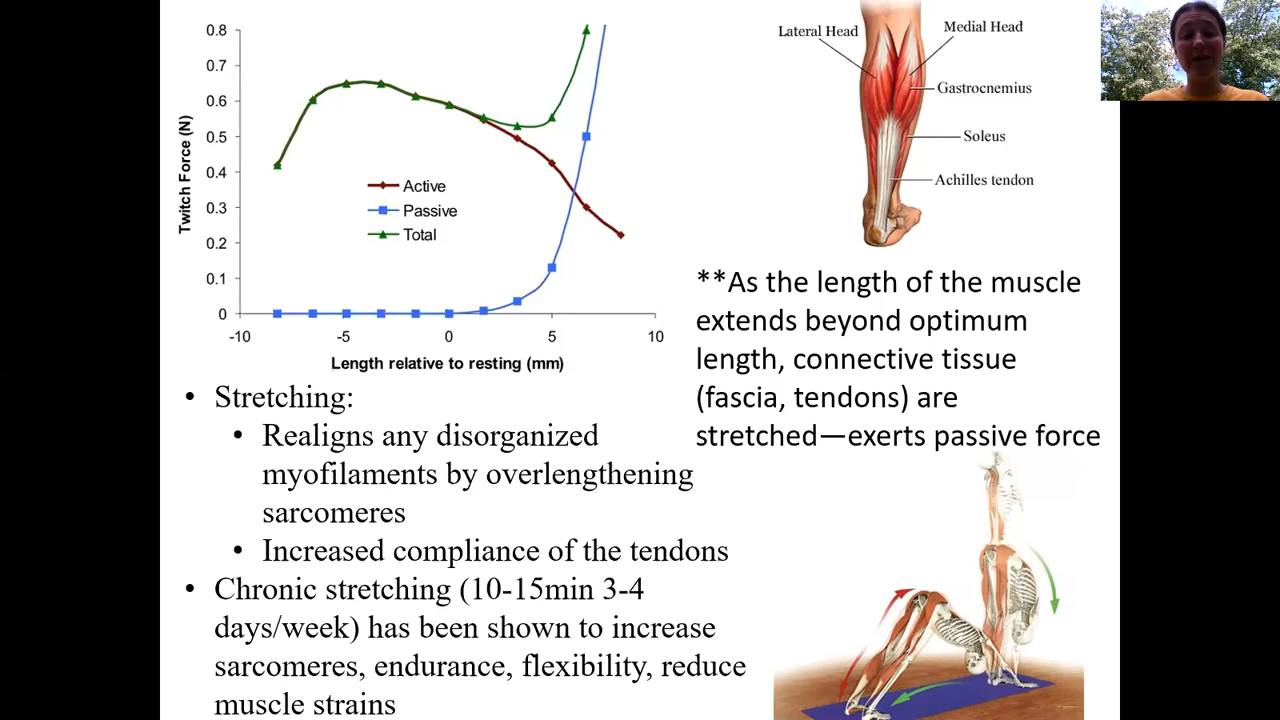 0.8
0.7
0.6
0.5
0.4
0.3
0.2
0.1
0
Twitch Force (N)
Active
Passive
Total
-10 -5 0 5 10
Length relative to resting (mm)
Lateral Head
Medial Head
Gastrocnemius
Soleus
Achilles tendon
**As the length of the muscle
extends beyond optimum
length, connective tissue
(fascia, tendons) are
stretched—exerts passive force
• Stretching:
• Realigns any disorganized
myofilaments by overlengthening
sarcomeres
• Increased compliance of the tendons
• Chronic stretching (10-15min 3-4
days/week) has been shown to increase
sarcomeres, endurance, flexibility, reduce
muscle strains